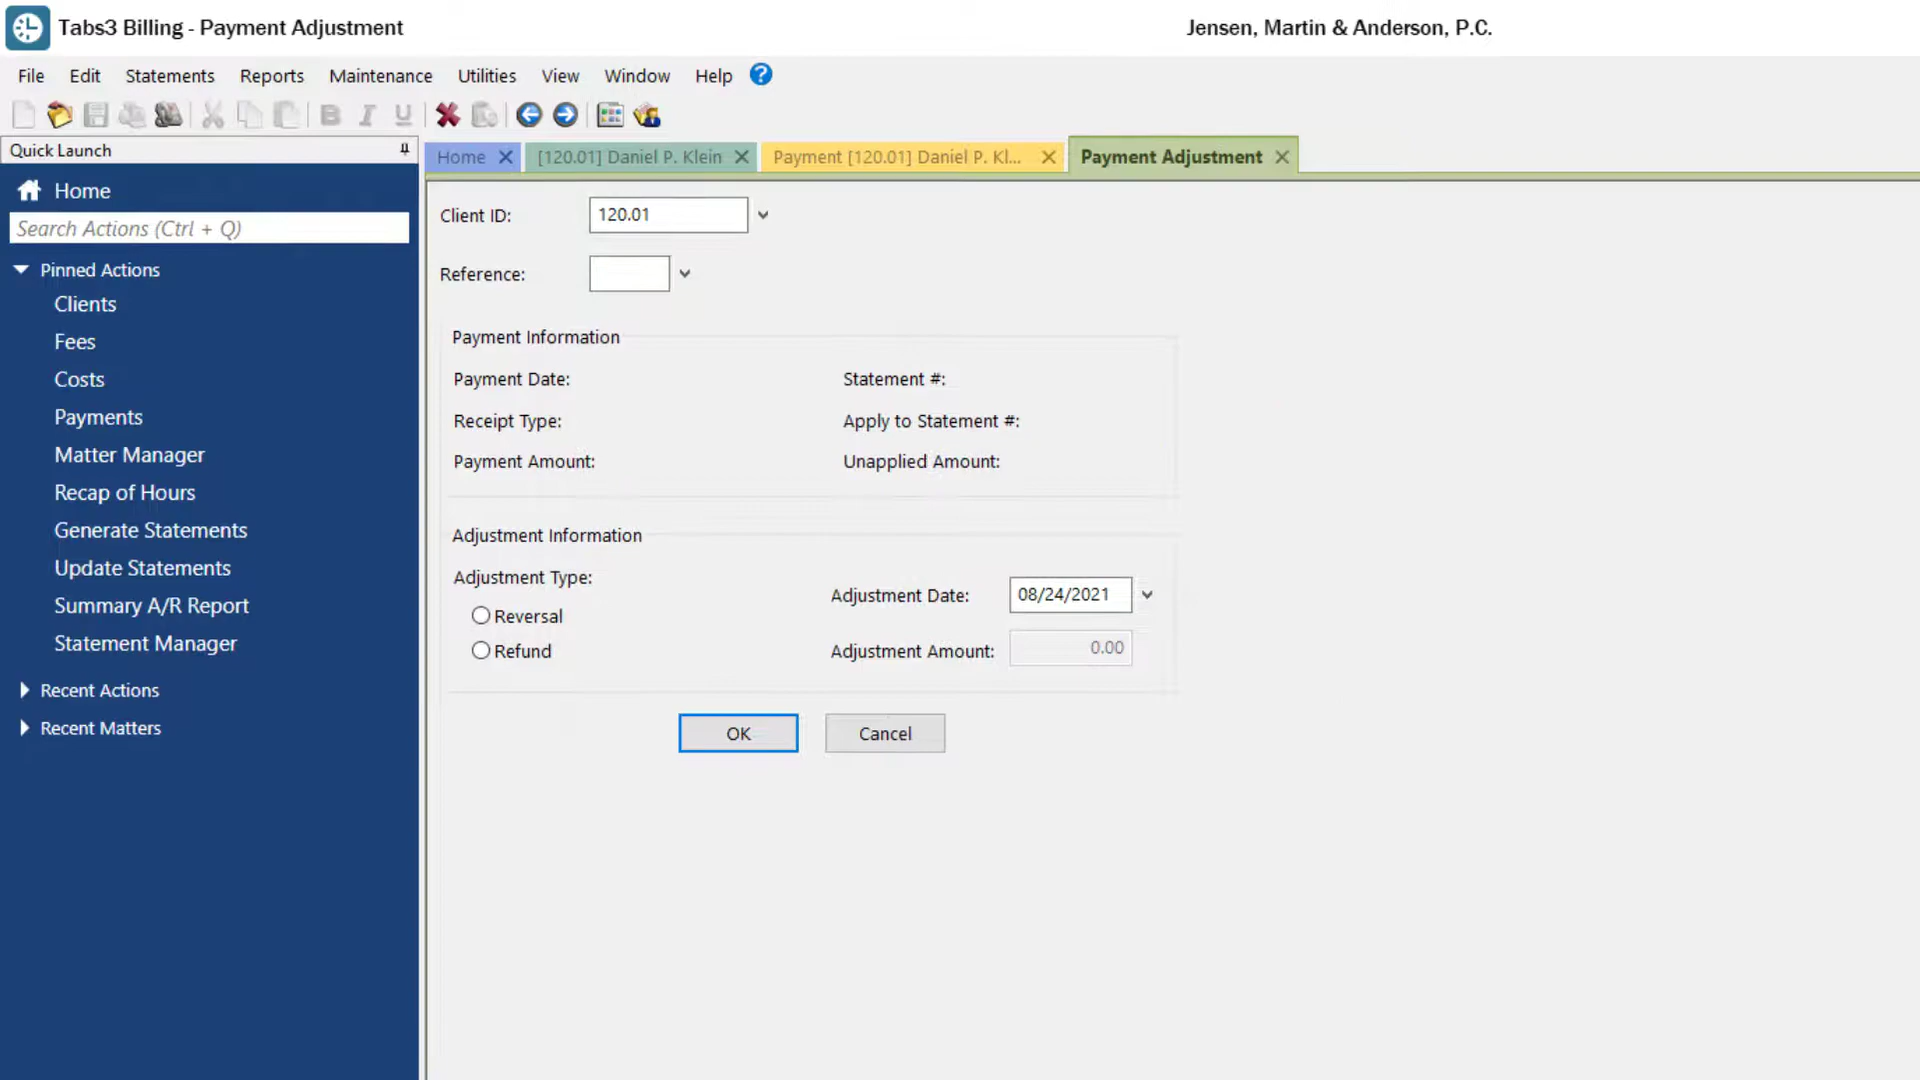 Tabs3 Billing - Payment Adjustment
Jensen, Martin & Anderson, P.C.
File Edit Statements Reports Maintenance Utilities View Window Help ?
B I U
Quick Launch
Home
Search Actions (Ctrl + Q)
Pinned Actions
Clients
Fees
Costs
Payments
Matter Manager
Recap of Hours
Generate Statements
Update Statements
Summary A/R Report
Statement Manager
Recent Actions
Recent Matters
Home [120.01] Daniel P. Klein Payment [120.01] Daniel P. Kl... Payment Adjustment
Client ID: 120.01
Reference:
Payment Information
Payment Date: Statement #:
Receipt Type: Apply to Statement #:
Payment Amount: Unapplied Amount:
Adjustment Information
Adjustment Type:
Reversal
Refund
Adjustment Date: 08/24/2021
Adjustment Amount: 0.00
OK Cancel